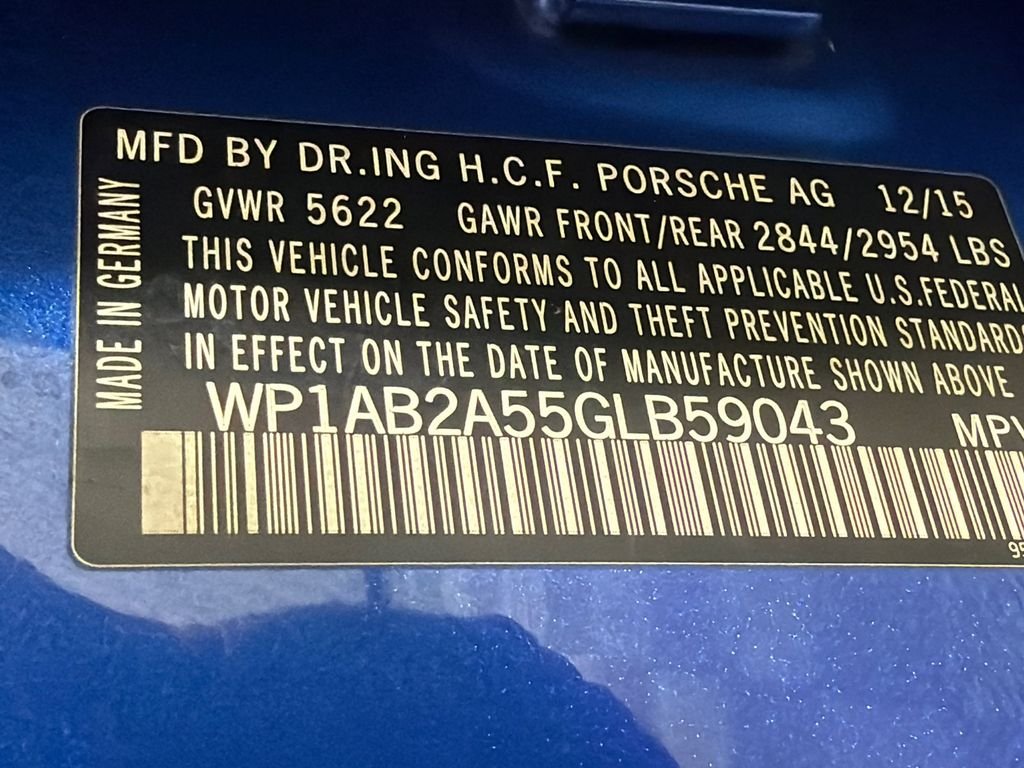 MFD BY DR.ING H.C.F. PORSCHE AG 12/15
GVWR 5622 GAWR FRONT/REAR 2844/2954 LBS
THIS VEHICLE CONFORMS TO ALL APPLICABLE U.S.FEDERAL
MOTOR VEHICLE SAFETY AND THEFT PREVENTION STANDARDS
IN EFFECT ON THE DATE OF MANUFACTURE SHOWN ABOVE
WP1AB2A55GLB59043 MPV
MADE IN GERMANY